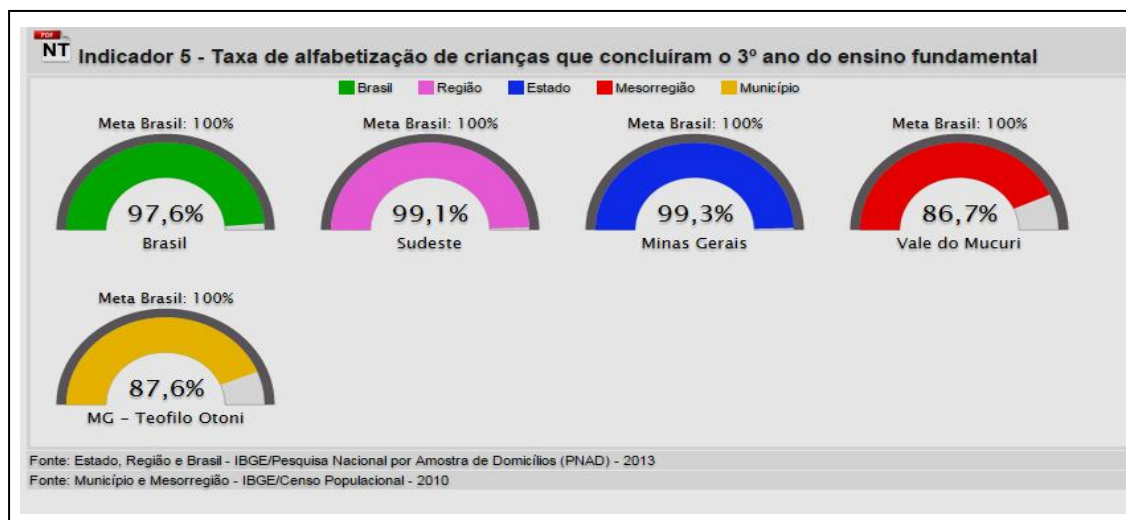 PDF
NT Indicador 5 - Taxa de alfabetização de crianças que concluíram o 3º ano do ensino fundamental
Brasil Região Estado Mesorregião Município
Meta Brasil: 100% Meta Brasil: 100% Meta Brasil: 100% Meta Brasil: 100%
97,6% 99,1% 99,3% 86,7%
Brasil Sudeste Minas Gerais Vale do Mucuri
Meta Brasil: 100%
87,6%
MG - Teofilo Otoni
Fonte: Estado, Região e Brasil - IBGE/Pesquisa Nacional por Amostra de Domicílios (PNAD) - 2013
Fonte: Município e Mesorregião - IBGE/Censo Populacional - 2010